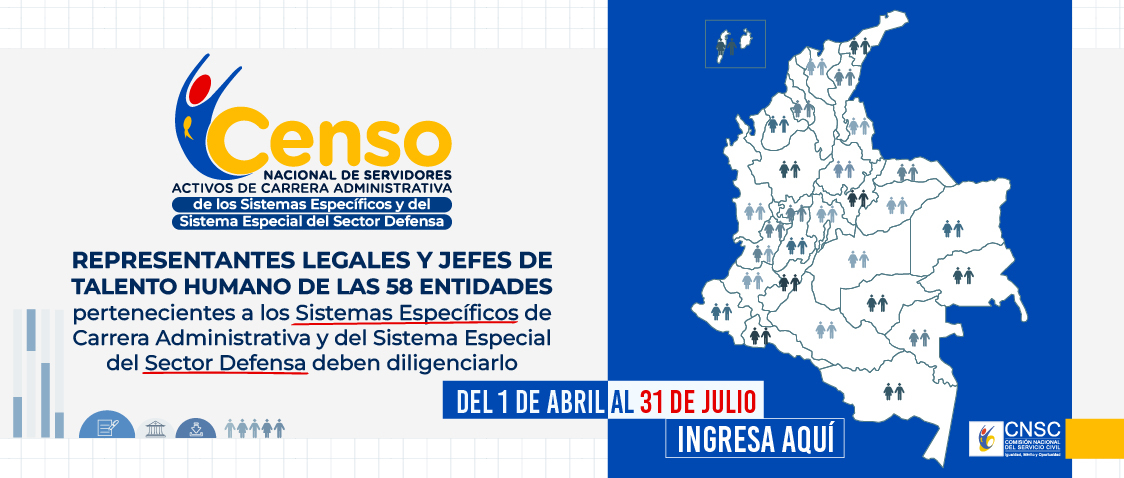 Censo
NACIONAL DE SERVIDORES
ACTIVOS DE CARRERA ADMINISTRATIVA
de los Sistemas Específicos y del
Sistema Especial del Sector Defensa
REPRESENTANTES LEGALES Y JEFES DE
TALENTO HUMANO DE LAS 58 ENTIDADES
pertenecientes a los Sistemas Específicos de
Carrera Administrativa y del Sistema Especial
del Sector Defensa deben diligenciarlo
DEL 1 DE ABRIL AL 31 DE JULIO
INGRESA AQUÍ
CNSC
COMISIÓN NACIONAL
DEL SERVICIO CIVIL
Igualdad, Mérito y Oportunidad